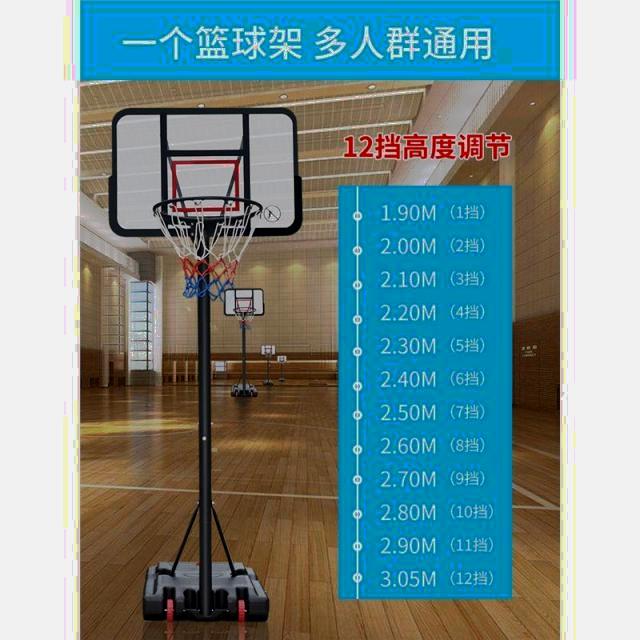 一个篮球架 多人群通用
12挡高度调节
1.90M（1挡）
2.00M（2挡）
2.10M（3挡）
2.20M（4挡）
2.30M（5挡）
2.40M（6挡）
2.50M（7挡）
2.60M（8挡）
2.70M（9挡）
2.80M（10挡）
2.90M（11挡）
3.05M（12挡）